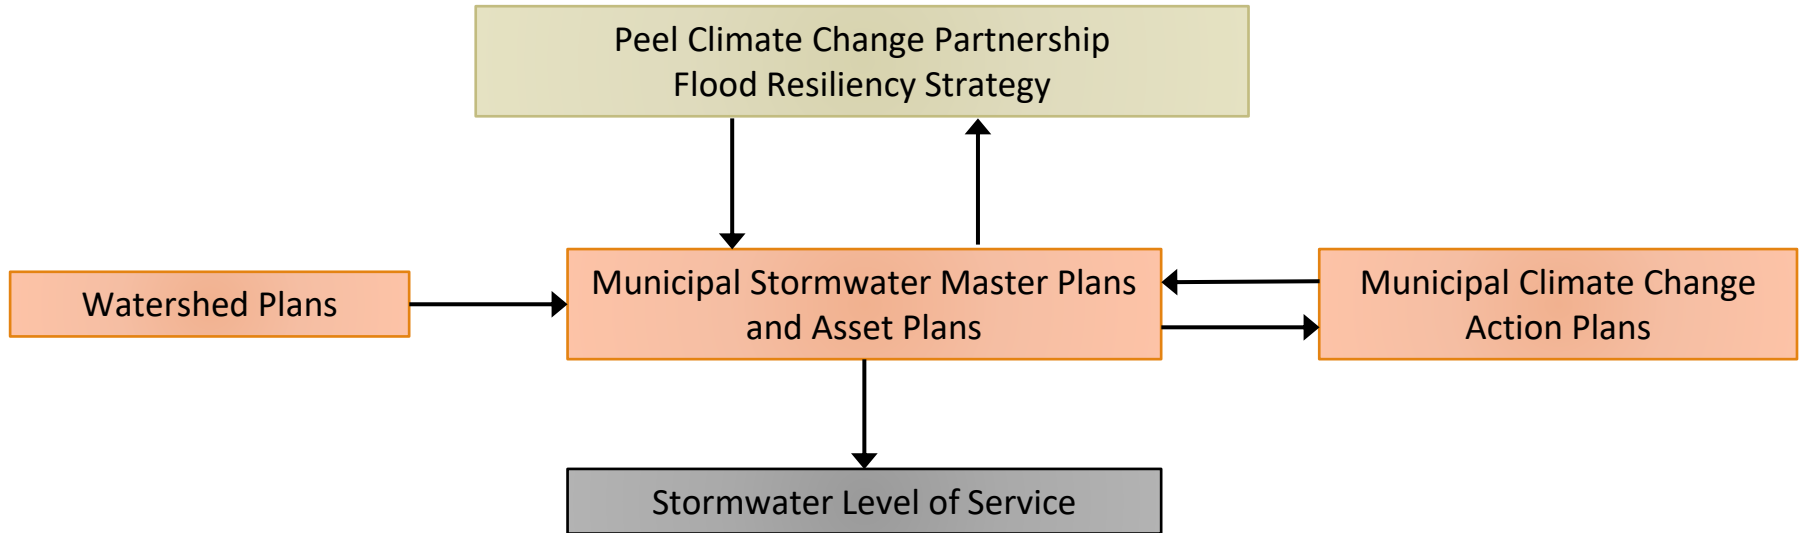 Peel Climate Change Partnership
Flood Resiliency Strategy
Watershed Plans
Municipal Stormwater Master Plans
and Asset Plans
Municipal Climate Change
Action Plans
Stormwater Level of Service